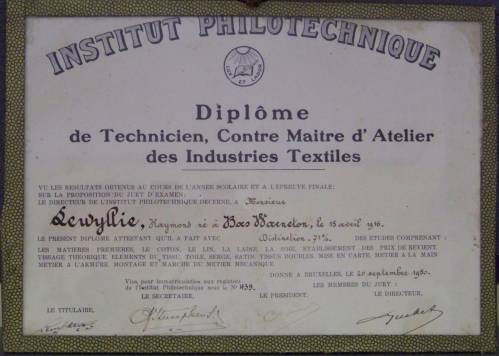 INSTITUT PHILOTECHNIQUE
Diplôme
de Technicien, Contre Maitre d'Atelier
des Industries Textiles
VU LES RESULTATS OBTENUS AU COURS DE L'ANNEE SCOLAIRE ET A L'EPREUVE FINALE;
SUR LA PROPOSITION DU JURY D'EXAMEN;
LE DIRECTEUR DE L'INSTITUT PHILOTECHNIQUE DECERNE, A Monsieur
Lewyllie, Raymond né à Bas Warneton, le 15 avril 1916.
LE PRESENT DIPLOME ATTESTANT QU'IL A FAIT AVEC Distinction, 71% DES ETUDES COMPRENANT:
LES MATIERES PREMIERES, LE COTON, LE LIN, LA LAINE, LA SOIE, ETABLISSEMENT DES PRIX DE REVIENT.
VISSAGE THEORIQUE ELEMENTS DU TISSU, TOILE, SERGE, SATIN TISSUS DOUBLES, MISE EN CARTE, METIER A LA MAIN
METIER A L'ARMURE, MONTAGE ET MARCHE DU METIER MECANIQUE.
DONNE A BRUXELLES, LE 20 septembre 1950.
Visa pour immatriculation aux registres
de l'Institut Philotechnique sous le N° 1139.
LES MEMBRES DU JURY:
LE TITULAIRE,
LE SECRETAIRE,
LE PRESIDENT.
LE DIRECTEUR,